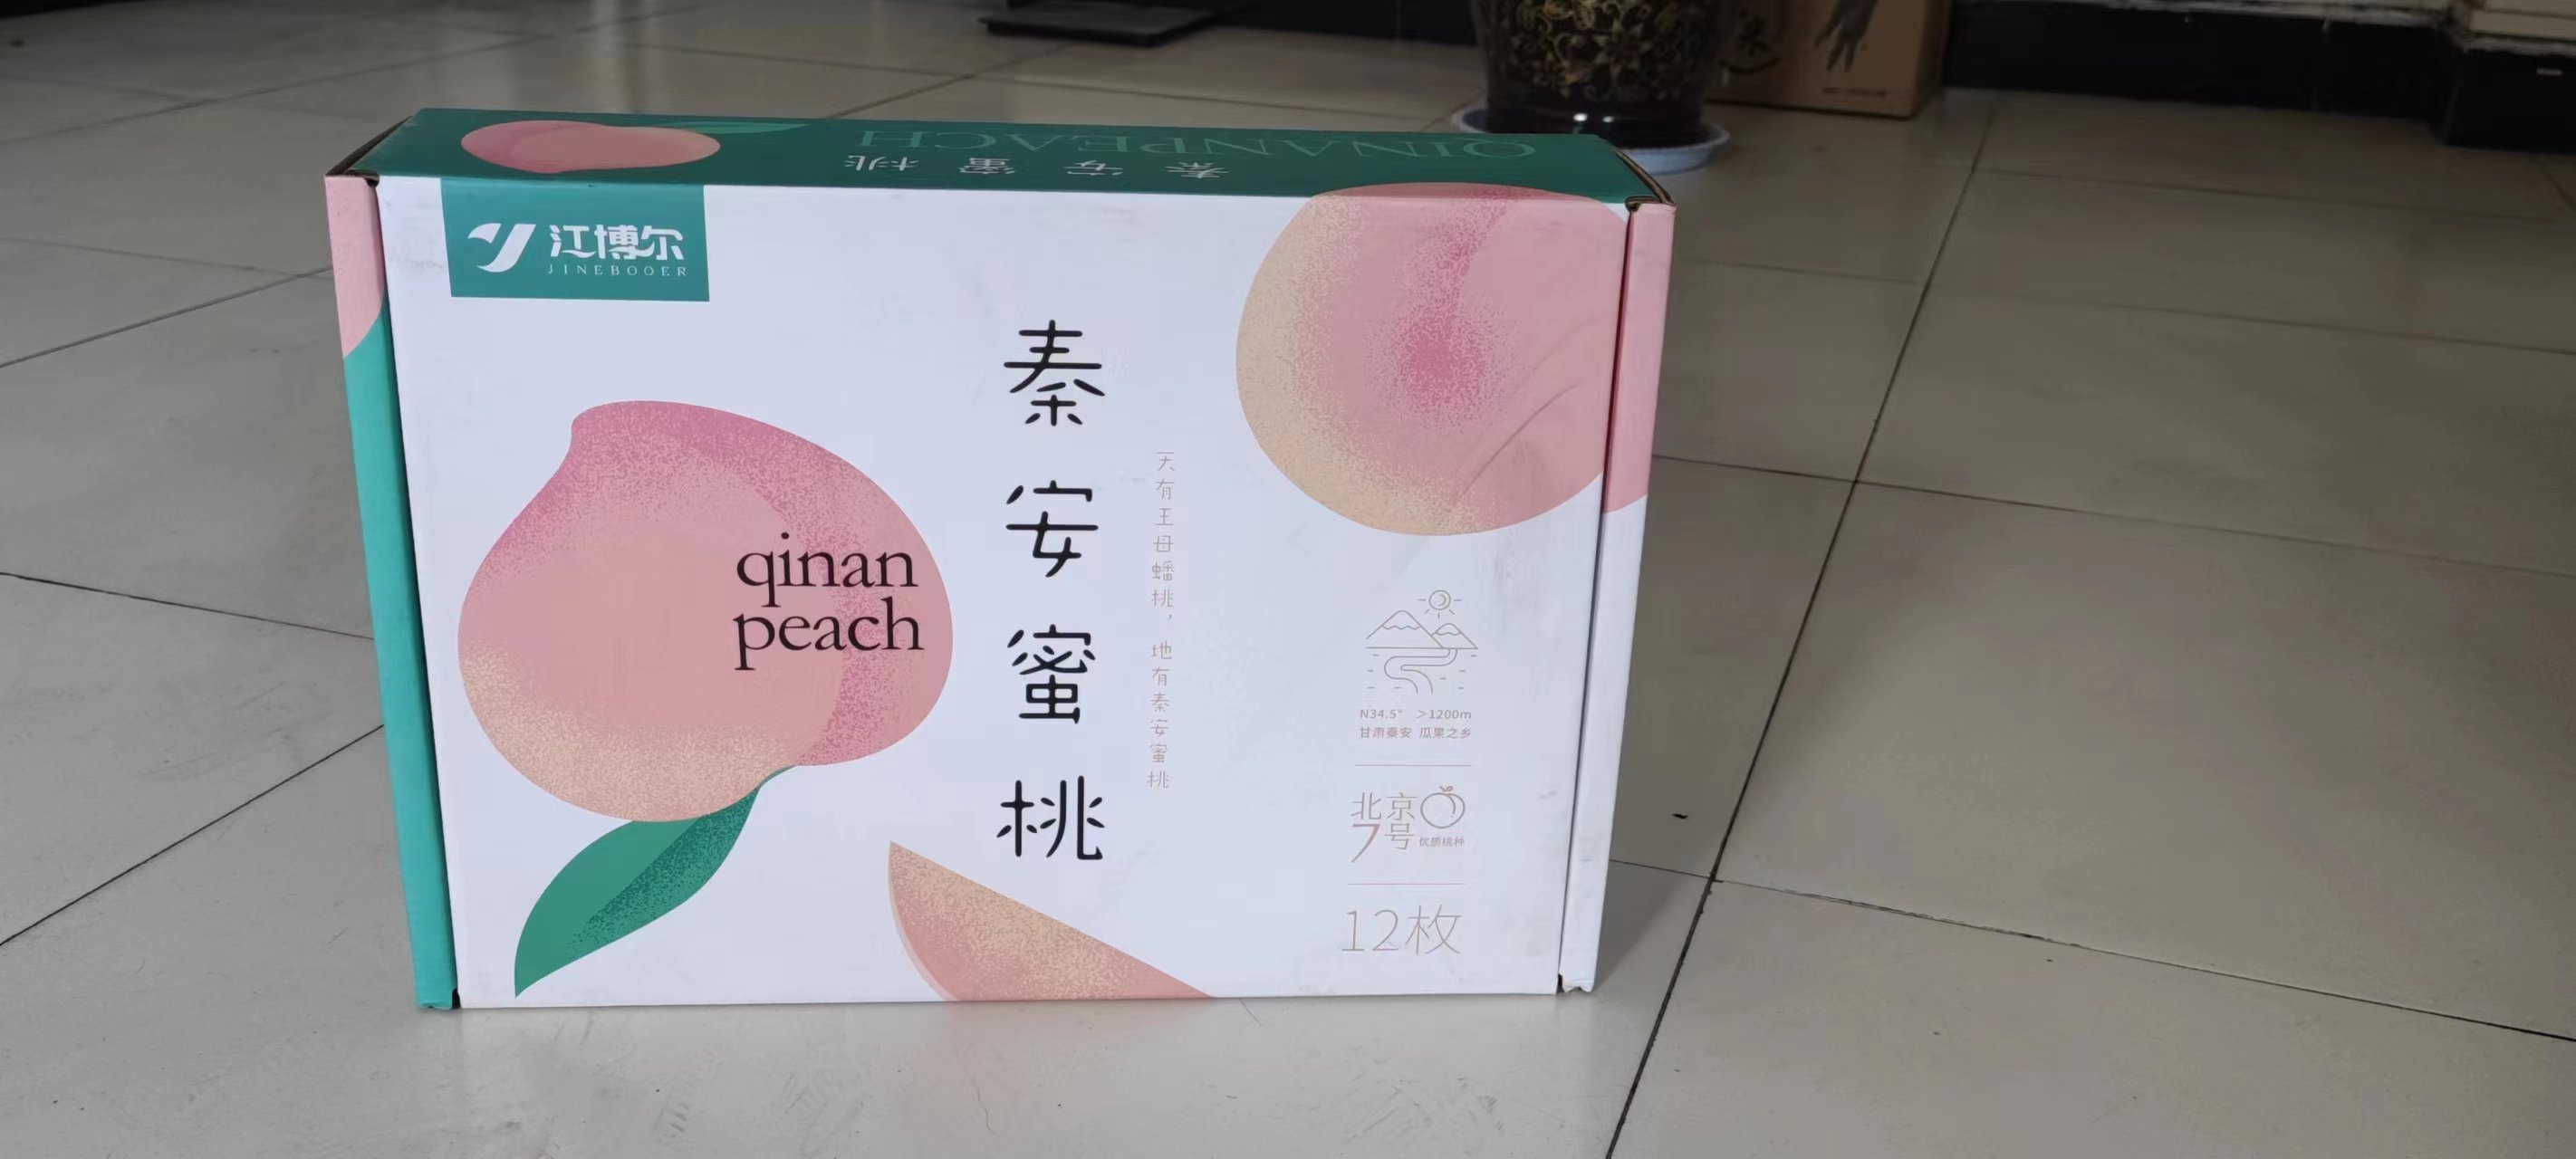 QINANPEACH
秦安蜜桃
江博尔
JINEBOOER
qinan
peach
秦安蜜桃
天有王母蟠桃，地有秦安蜜桃
N34.5° >1200m
甘肃秦安 瓜果之乡
北京
7号
优质桃种
12枚